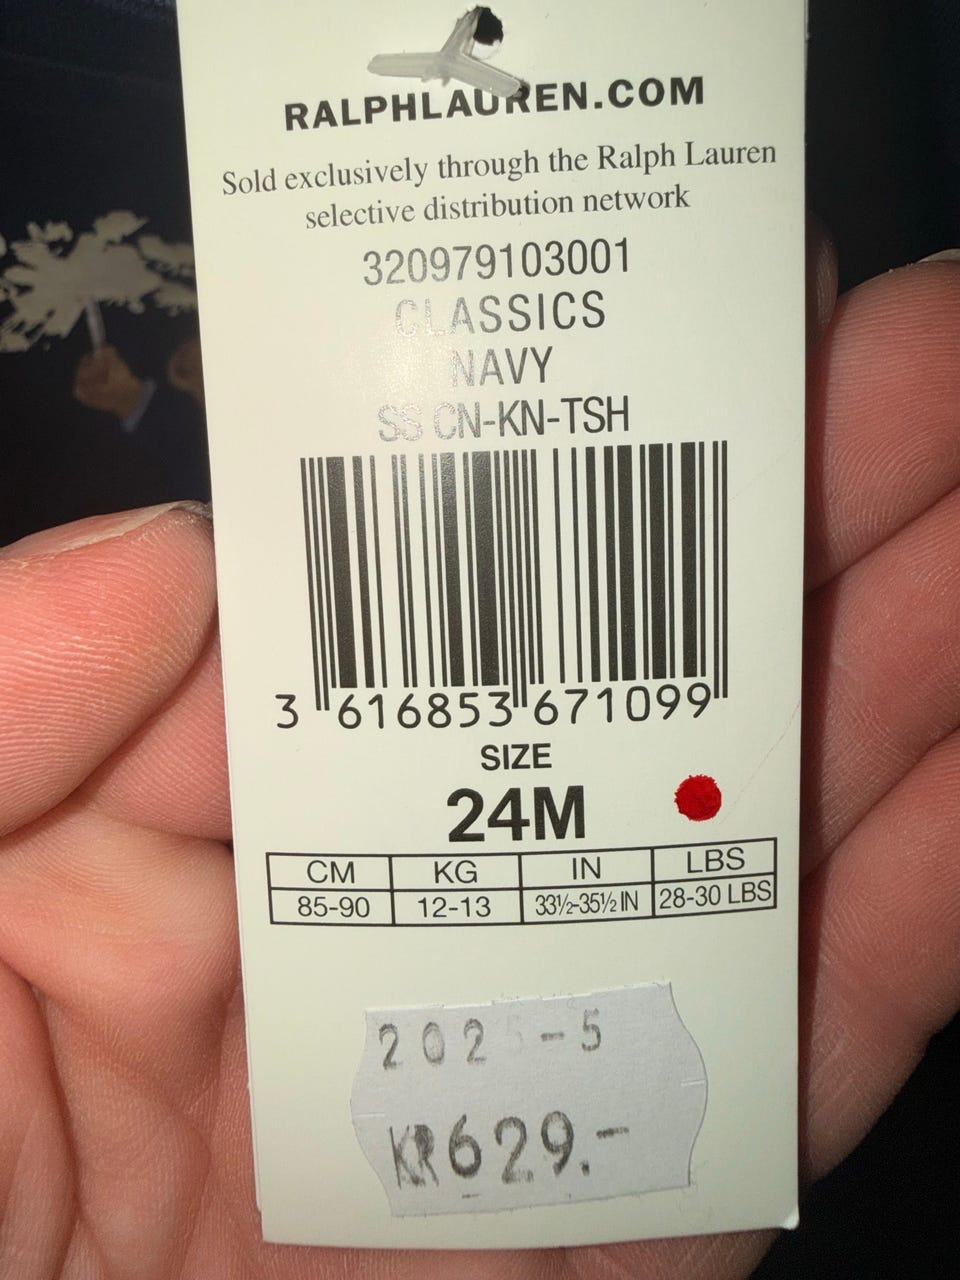 RALPHLAUREN.COM
Sold exclusively through the Ralph Lauren
selective distribution network
320979103001
CLASSICS
NAVY
SS CN-KN-TSH
3 616853 671099
SIZE
24M
CM KG IN LBS
85-90 12-13 33½-35½ IN 28-30 LBS
2025-5
KR629.-